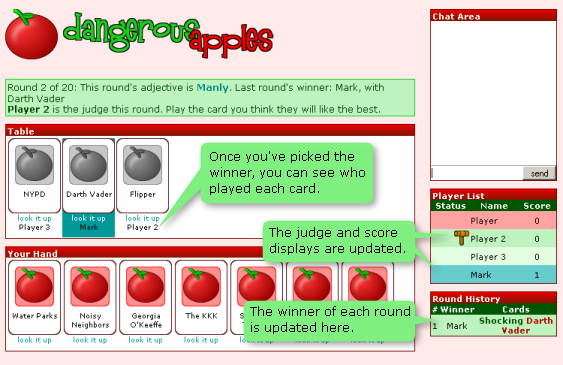 dangerous apples
Round 2 of 20: This round's adjective is Manly. Last round's winner: Mark, with
Darth Vader
Player 2 is the judge this round. Play the card you think they will like the best.
Table
NYPD
Darth Vader
Flipper
look it up
look it up
look it up
Player 3
Mark
Player 2
Once you've picked the
winner, you can see who
played each card.
Your Hand
Water Parks
Noisy
Neighbors
Georgia
O'Keeffe
The KKK
look it up
look it up
look it up
look it up
look it up
look it up
look it up
Chat Area
send
Player List
Status Name Score
Player 0
Player 2 0
Player 3 0
Mark 1
The judge and score
displays are updated.
Round History
# Winner Cards
1 Mark Shocking Darth
Vader
The winner of each round
is updated here.